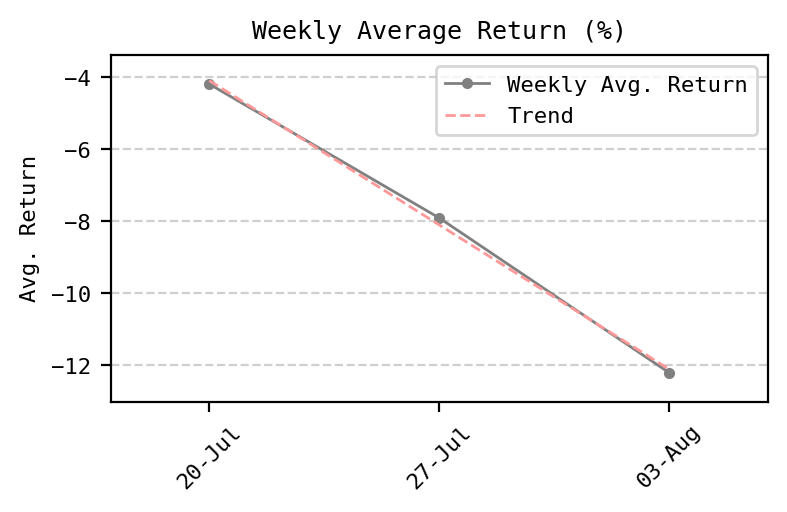 Weekly Average Return (%)
Weekly Avg. Return
Trend
Avg. Return
−4
−6
−8
−10
−12
20-Jul
27-Jul
03-Aug